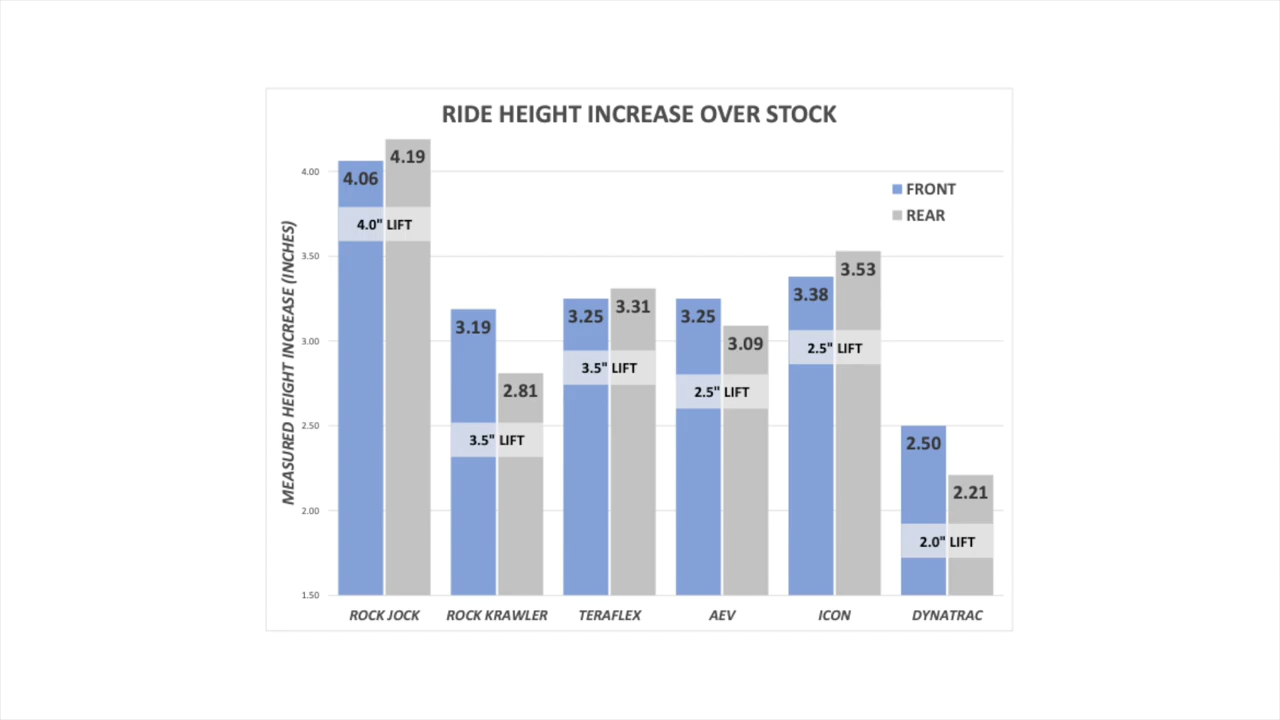 RIDE HEIGHT INCREASE OVER STOCK
MEASURED HEIGHT INCREASE (INCHES)
4.00
3.50
3.00
2.50
2.00
1.50
FRONT
REAR
4.06
4.19
4.0" LIFT
3.19
2.81
3.5" LIFT
3.25
3.31
3.5" LIFT
3.25
3.09
2.5" LIFT
3.38
3.53
2.5" LIFT
2.50
2.21
2.0" LIFT
ROCK JOCK
ROCK KRAWLER
TERAFLEX
AEV
ICON
DYNATRAC